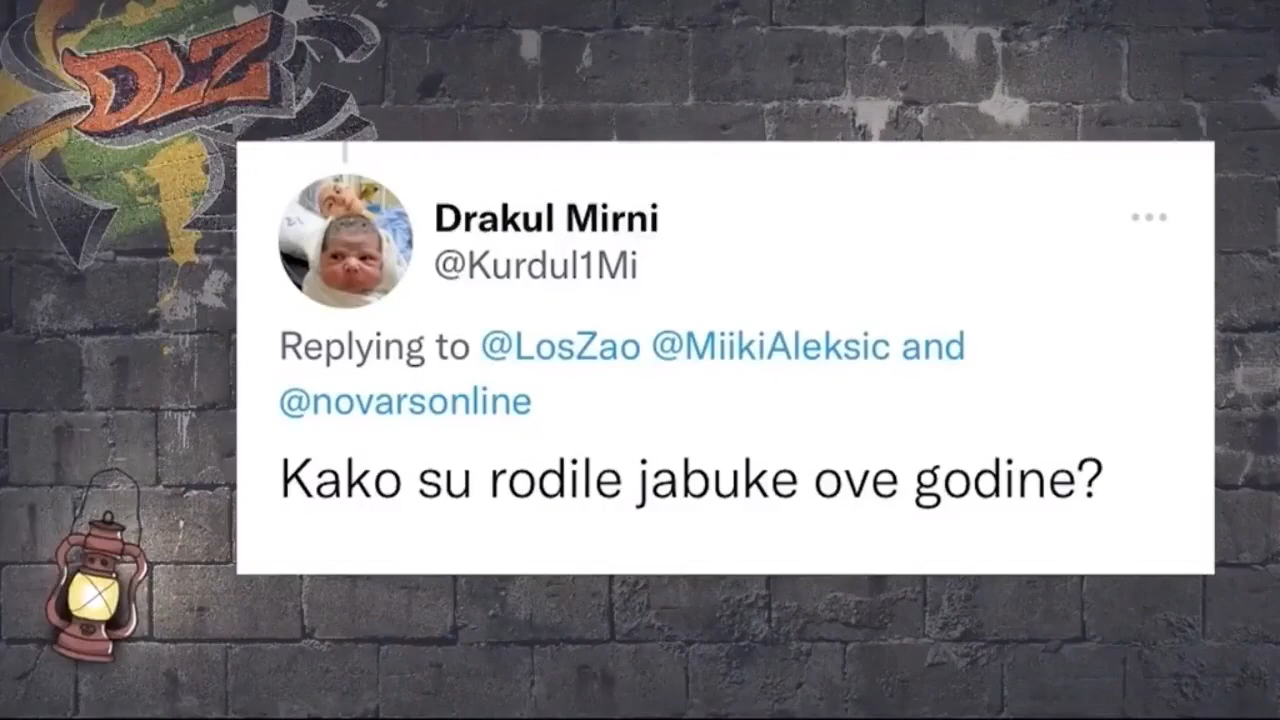 DLZ
Drakul Mirni
@Kurdul1Mi
Replying to @LosZao @MiikiAleksic and
@novarsonline
Kako su rodile jabuke ove godine?